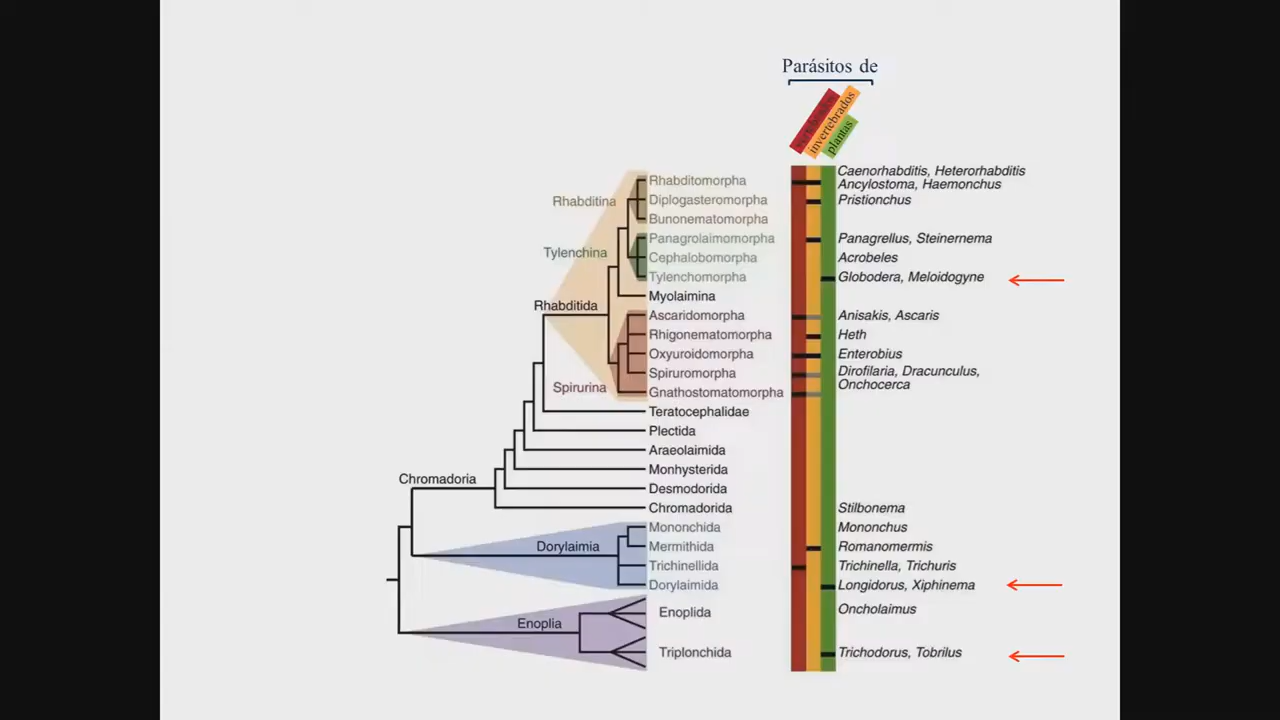 Parásitos de
vertebrados
invertebrados
plantas
Caenorhabditis, Heterorhabditis
Rhabditomorpha
Ancylostoma, Haemonchus
Rhabditina
Diplogasteromorpha
Pristionchus
Bunonematomorpha
Panagrolaimomorpha
Panagrellus, Steinernema
Tylenchina
Cephalobomorpha
Acrobeles
Tylenchomorpha
Globodera, Meloidogyne
Myolaimina
Rhabditida
Ascaridomorpha
Anisakis, Ascaris
Rhigonematomorpha
Heth
Oxyuroidomorpha
Enterobius
Spiruromorpha
Dirofilaria, Dracunculus,
Onchocerca
Spirurina
Gnathostomatomorpha
Teratocephalidae
Plectida
Araeolaimida
Monhysterida
Chromadoria
Desmodorida
Chromadorida
Stilbonema
Mononchida
Mononchus
Dorylaimia
Mermithida
Romanomermis
Trichinellida
Trichinella, Trichuris
Dorylaimida
Longidorus, Xiphinema
Enoplida
Oncholaimus
Enoplia
Triplonchida
Trichodorus, Tobrilus